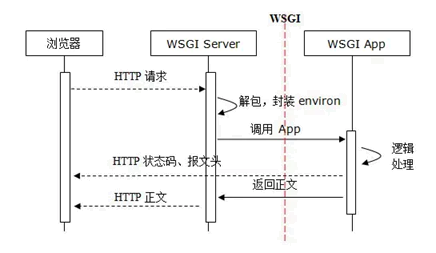 WSGI
浏览器
WSGI Server
WSGI App
HTTP 请求
解包，封装 environ
调用 App
逻辑
处理
HTTP 状态码、报文头
返回正文
HTTP 正文